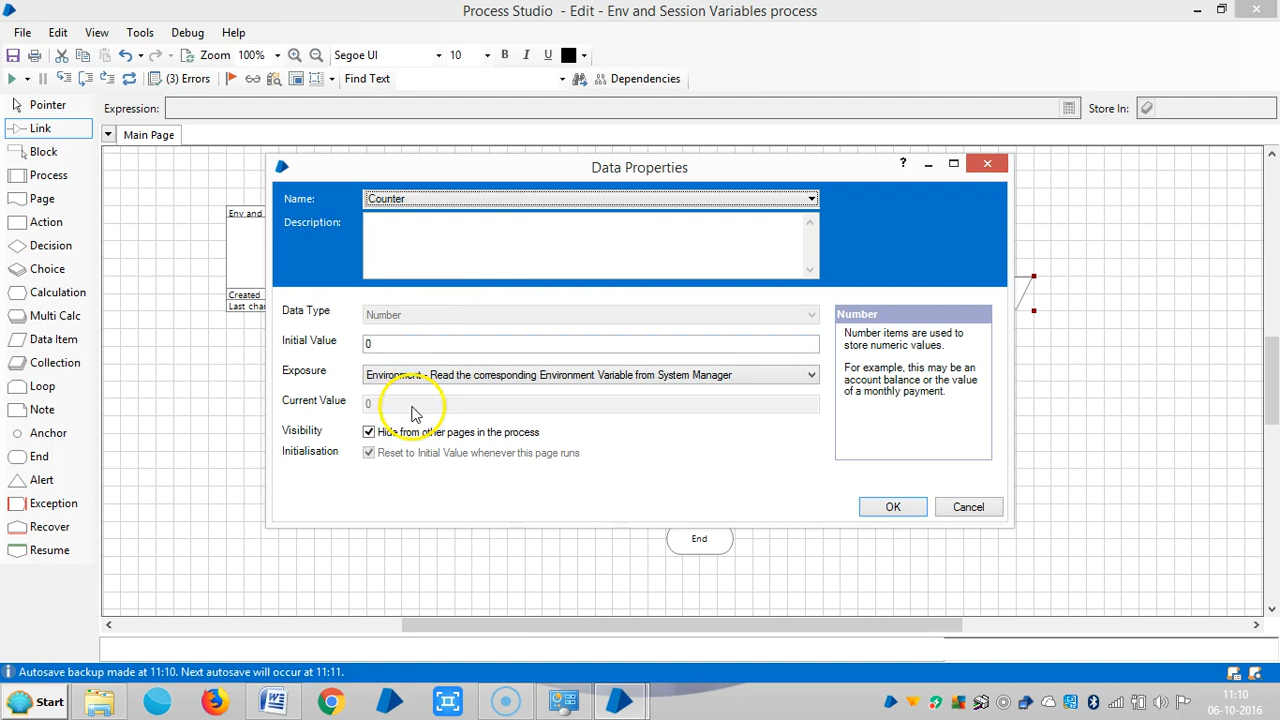 Process Studio - Edit - Env and Session Variables process
File Edit View Tools Debug Help
Zoom 100% Segoe UI 10 B I U
(3) Errors Find Text Dependencies
Pointer
Expression: Store In:
Link
Main Page
Block
Process
Page
Action
Decision
Choice
Calculation
Multi Calc
Data Item
Collection
Loop
Note
Anchor
End
Alert
Exception
Recover
Resume
Env and
Created
Last chan
Data Properties
?
Name: Counter
Description:
Data Type Number
Initial Value 0
Exposure Environment - Read the corresponding Environment Variable from System Manager
Current Value 0
Visibility Hide from other pages in the process
Initialisation Reset to Initial Value whenever this page runs
Number
Number items are used to
store numeric values.
For example, this may be an
account balance or the value
of a monthly payment.
OK Cancel
End
Autosave backup made at 11:10. Next autosave will occur at 11:11.
Start
11:10
06-10-2016